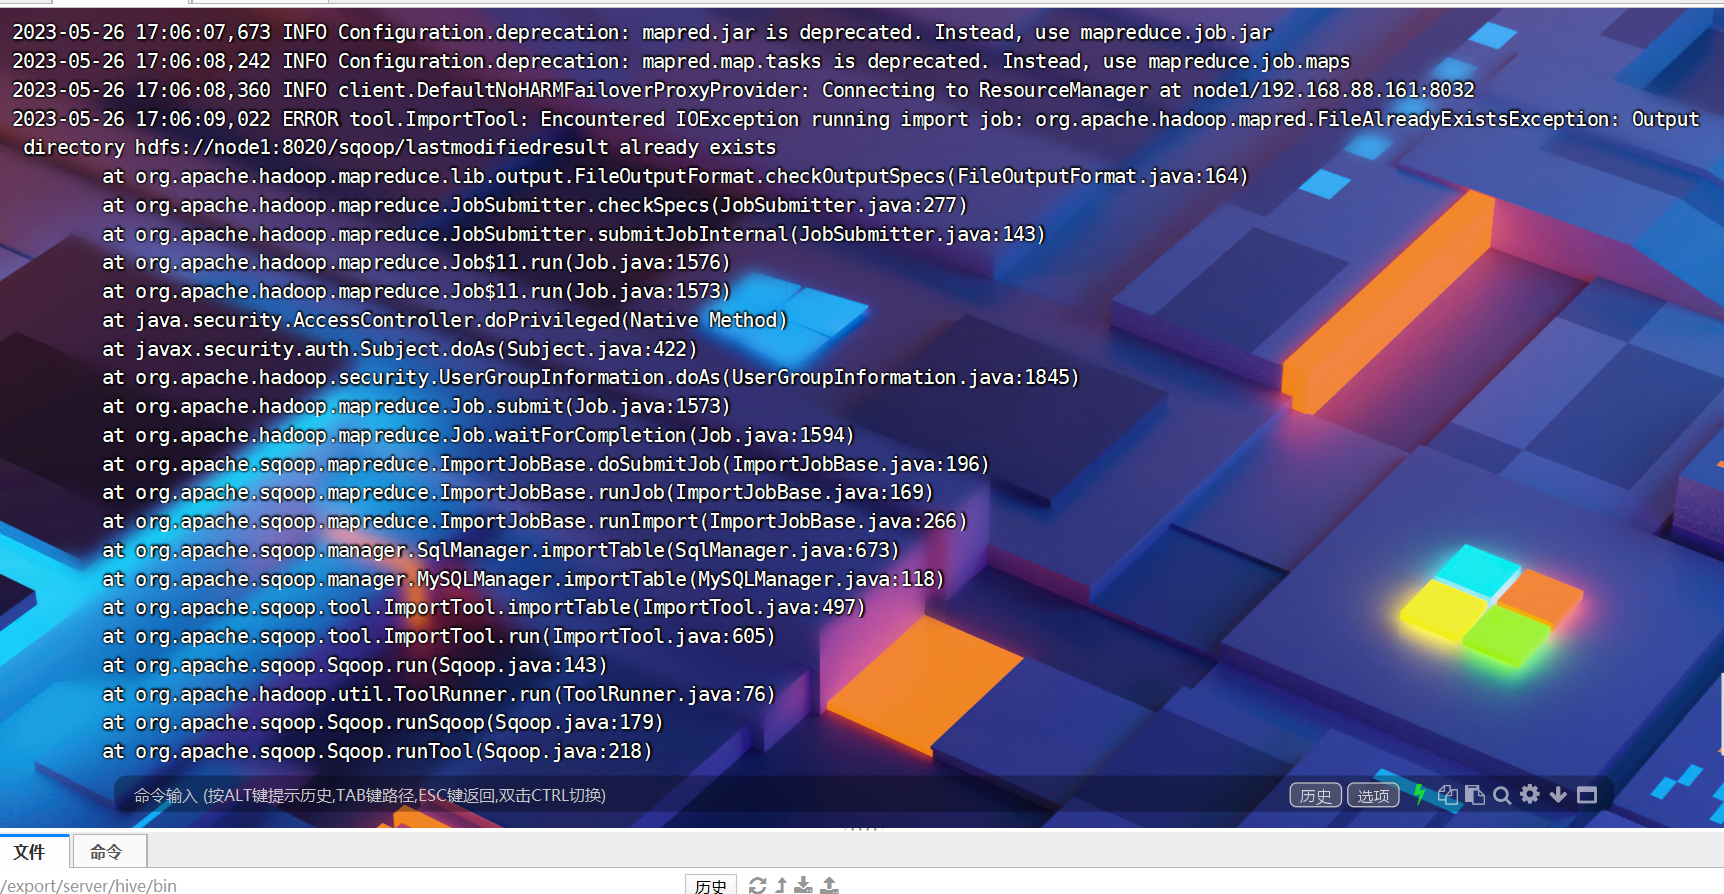 2023-05-26 17:06:07,673 INFO Configuration.deprecation: mapred.jar is deprecated. Instead, use mapreduce.job.jar
2023-05-26 17:06:08,242 INFO Configuration.deprecation: mapred.map.tasks is deprecated. Instead, use mapreduce.job.maps
2023-05-26 17:06:08,360 INFO client.DefaultNoHARMFailoverProxyProvider: Connecting to ResourceManager at node1/192.168.88.161:8032
2023-05-26 17:06:09,022 ERROR tool.ImportTool: Encountered IOException running import job: org.apache.hadoop.mapred.FileAlreadyExistsException: Output
directory hdfs://node1:8020/sqoop/lastmodifiedresult already exists
at org.apache.hadoop.mapreduce.lib.output.FileOutputFormat.checkOutputSpecs(FileOutputFormat.java:164)
at org.apache.hadoop.mapreduce.JobSubmitter.checkSpecs(JobSubmitter.java:277)
at org.apache.hadoop.mapreduce.JobSubmitter.submitJobInternal(JobSubmitter.java:143)
at org.apache.hadoop.mapreduce.Job$11.run(Job.java:1576)
at org.apache.hadoop.mapreduce.Job$11.run(Job.java:1573)
at java.security.AccessController.doPrivileged(Native Method)
at javax.security.auth.Subject.doAs(Subject.java:422)
at org.apache.hadoop.security.UserGroupInformation.doAs(UserGroupInformation.java:1845)
at org.apache.hadoop.mapreduce.Job.submit(Job.java:1573)
at org.apache.hadoop.mapreduce.Job.waitForCompletion(Job.java:1594)
at org.apache.sqoop.mapreduce.ImportJobBase.doSubmitJob(ImportJobBase.java:196)
at org.apache.sqoop.mapreduce.ImportJobBase.runJob(ImportJobBase.java:169)
at org.apache.sqoop.mapreduce.ImportJobBase.runImport(ImportJobBase.java:266)
at org.apache.sqoop.manager.SqlManager.importTable(SqlManager.java:673)
at org.apache.sqoop.manager.MySQLManager.importTable(MySQLManager.java:118)
at org.apache.sqoop.tool.ImportTool.importTable(ImportTool.java:497)
at org.apache.sqoop.tool.ImportTool.run(ImportTool.java:605)
at org.apache.sqoop.Sqoop.run(Sqoop.java:143)
at org.apache.hadoop.util.ToolRunner.run(ToolRunner.java:76)
at org.apache.sqoop.Sqoop.runSqoop(Sqoop.java:179)
at org.apache.sqoop.Sqoop.runTool(Sqoop.java:218)
命令输入 (按ALT键提示历史,TAB键路径,ESC键返回,双击CTRL切换) 历史 选项
文件 命令
/export/server/hive/bin 历史